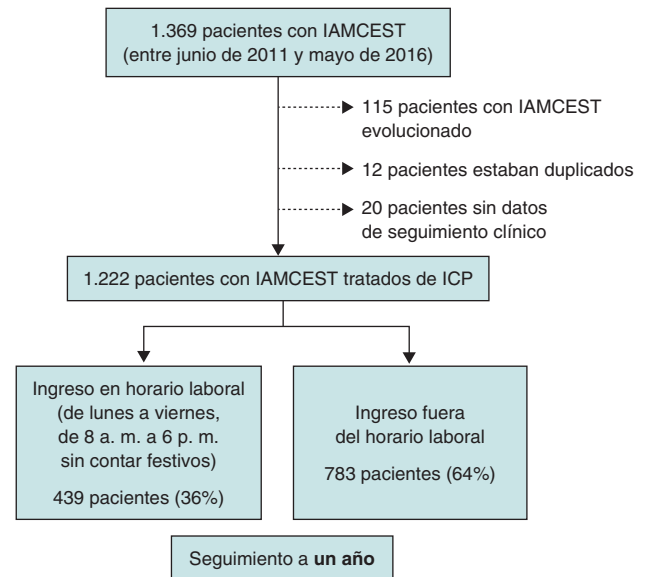 1.369 pacientes con IAMCEST
(entre junio de 2011 y mayo de 2016)
115 pacientes con IAMCEST
evolucionado
12 pacientes estaban duplicados
20 pacientes sin datos
de seguimiento clínico
1.222 pacientes con IAMCEST tratados de ICP
Ingreso en horario laboral
(de lunes a viernes,
de 8 a. m. a 6 p. m.
sin contar festivos)
439 pacientes (36%)
Ingreso fuera
del horario laboral
783 pacientes (64%)
Seguimiento a un año